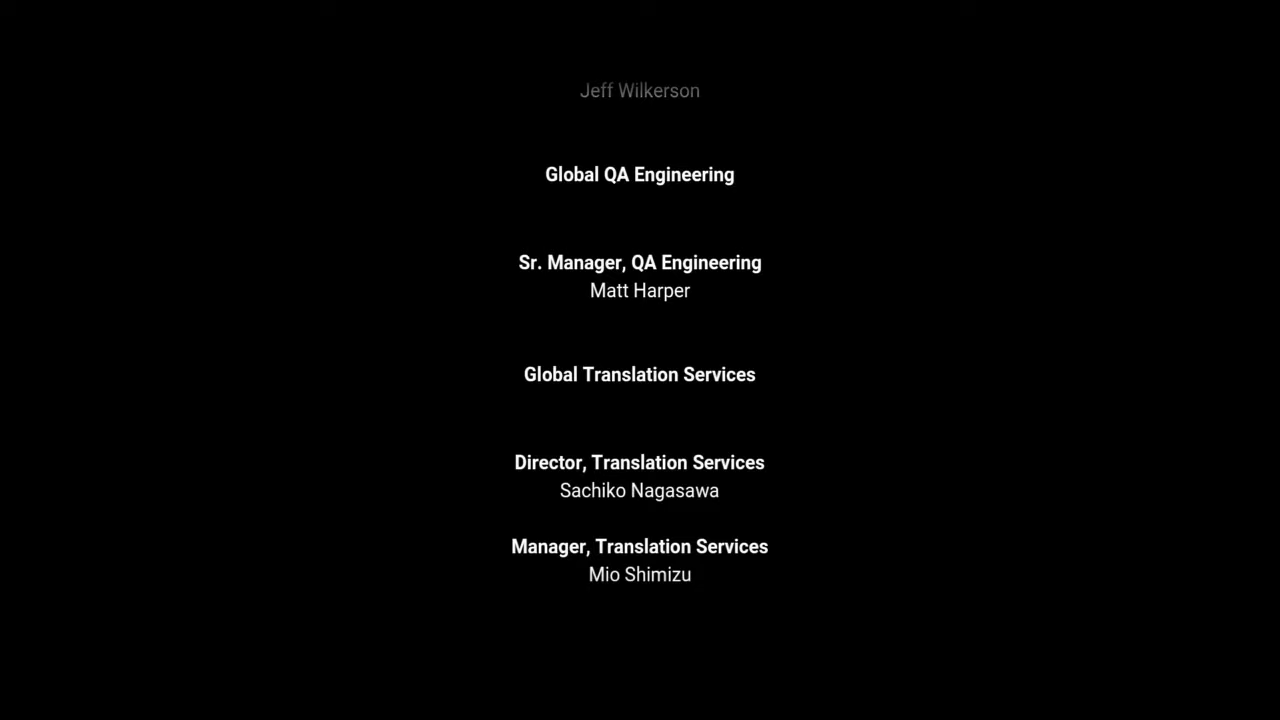 Jeff Wilkerson
Global QA Engineering
Sr. Manager, QA Engineering
Matt Harper
Global Translation Services
Director, Translation Services
Sachiko Nagasawa
Manager, Translation Services
Mio Shimizu